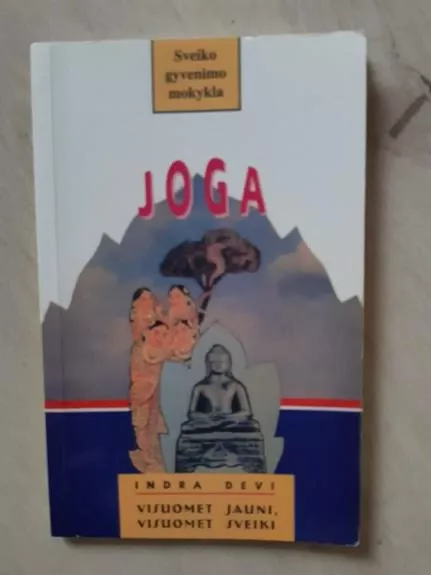 Sveiko
gyvenimo
mokykla
JOGA
INDRA DEVI
VISUOMET JAUNI,
VISUOMET SVEIKI